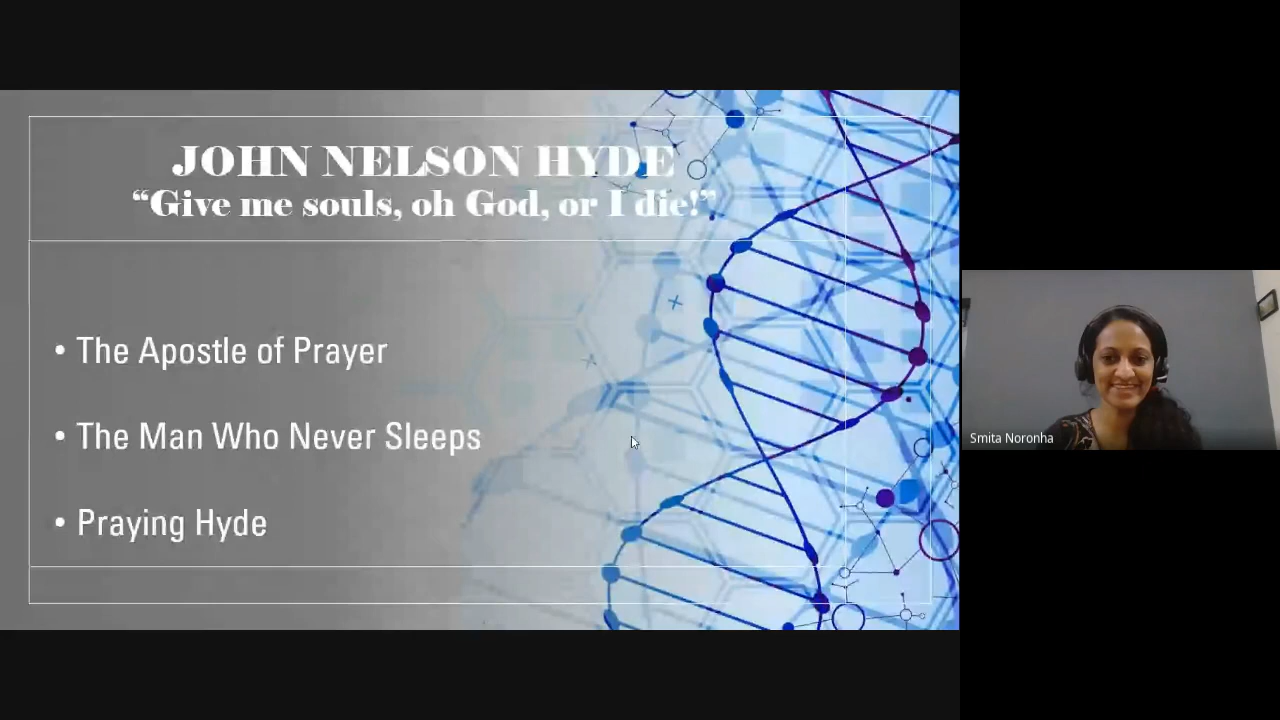 JOHN NELSON HYDE
“Give me souls, oh God, or I die!”
• The Apostle of Prayer
• The Man Who Never Sleeps
• Praying Hyde
Smita Noronha